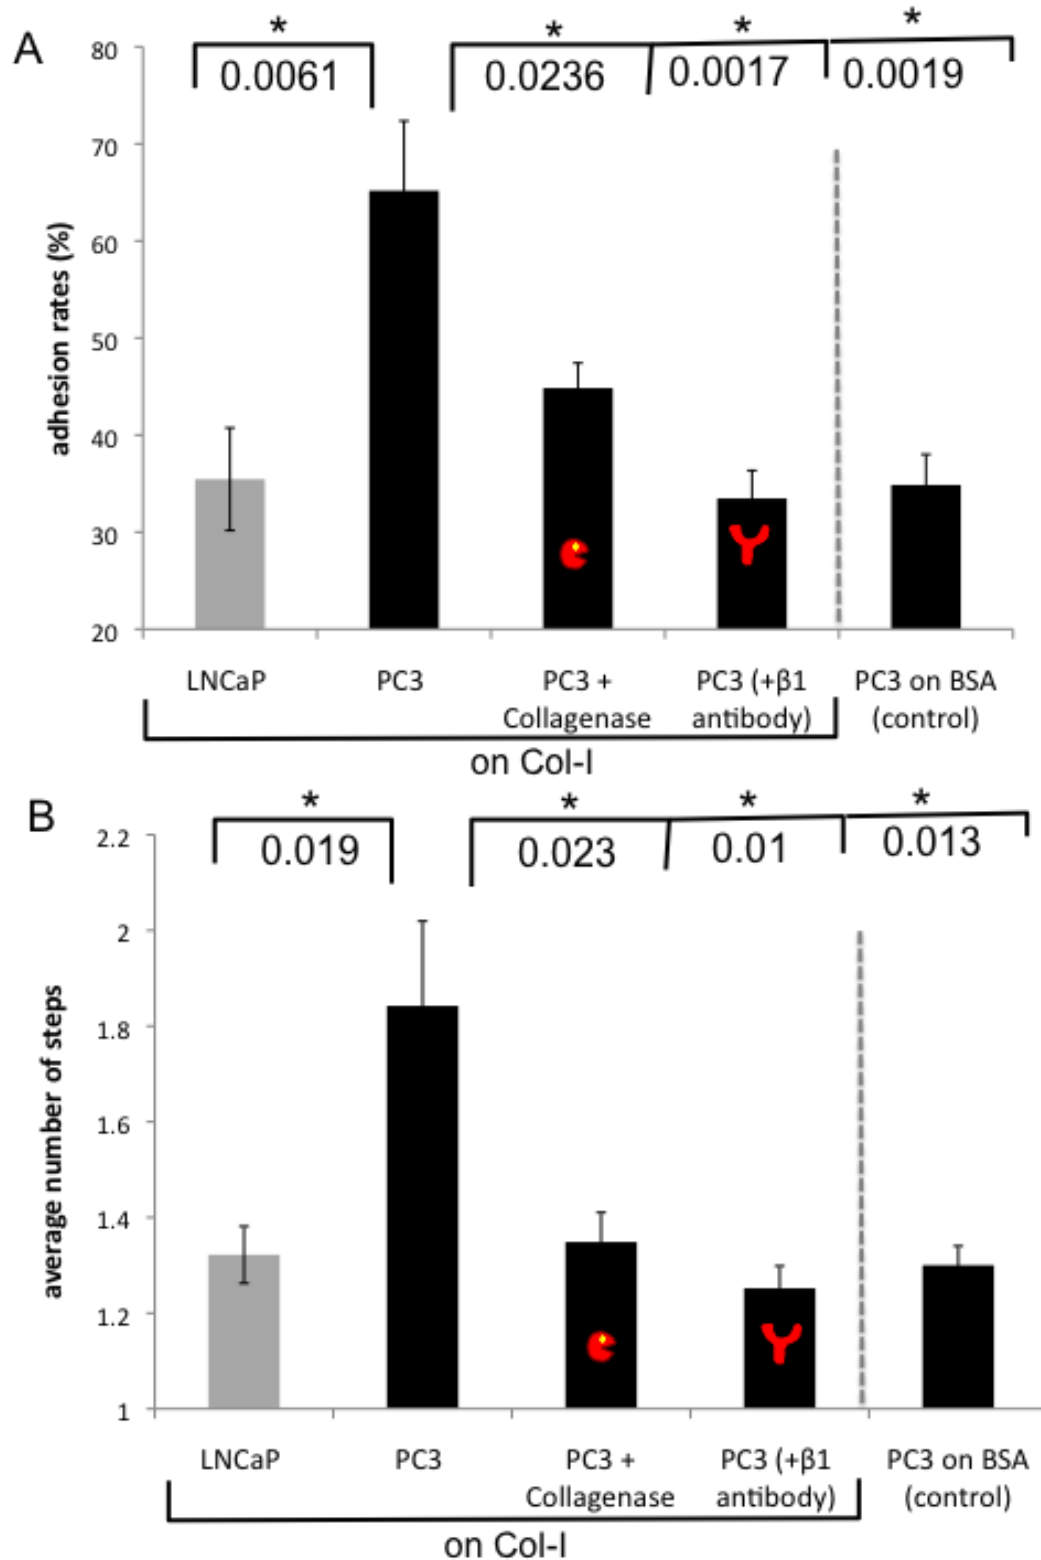 A
* * * *
0.0061 0.0236 0.0017 0.0019
80
70
60
50
40
30
20
adhesion rates (%)
LNCaP PC3 PC3 + PC3 (+β1 PC3 on BSA
Collagenase antibody) (control)
on Col-I
B
* * * *
0.019 0.023 0.01 0.013
2.2
2
1.8
1.6
1.4
1.2
1
average number of steps
LNCaP PC3 PC3 + PC3 (+β1 PC3 on BSA
Collagenase antibody) (control)
on Col-I